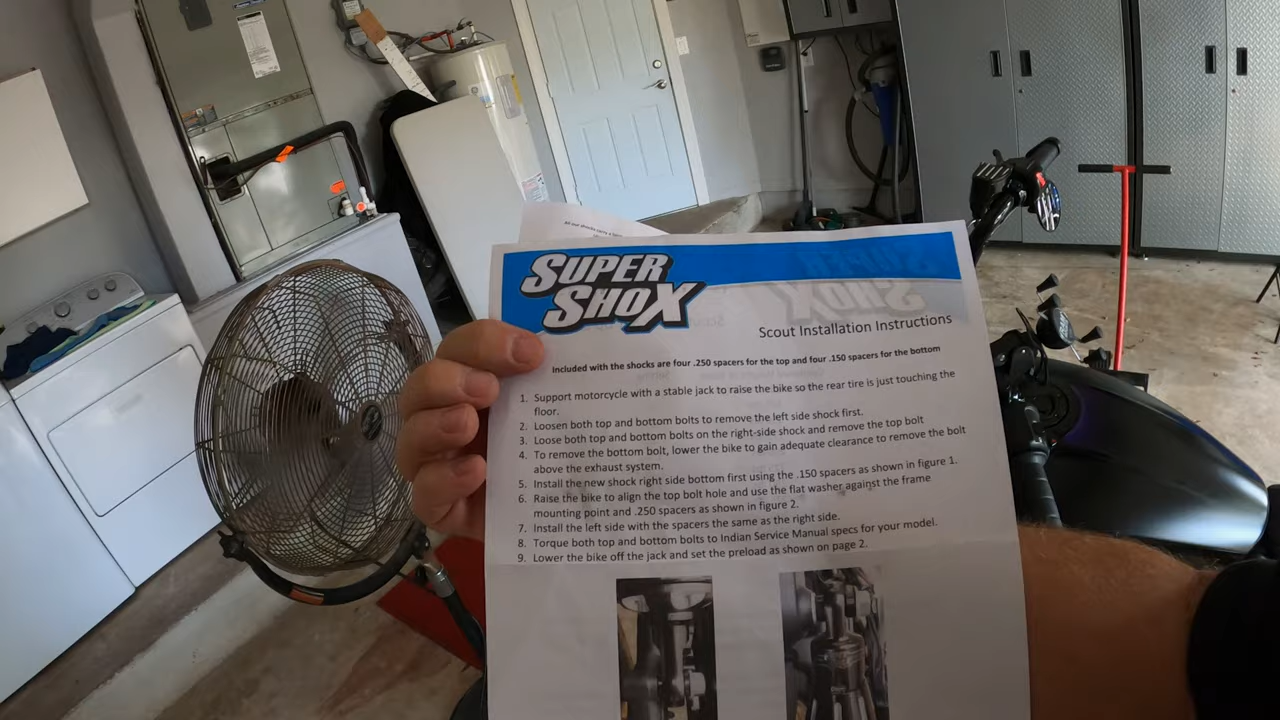 SUPER
SHOX
Scout Installation Instructions
Included with the shocks are four .250 spacers for the top and four .150 spacers for the bottom
1. Support motorcycle with a stable jack to raise the bike so the rear tire is just touching the
floor.
2. Loosen both top and bottom bolts to remove the left side shock first.
3. Loose both top and bottom bolts on the right-side shock and remove the top bolt
4. To remove the bottom bolt, lower the bike to gain adequate clearance to remove the bolt
above the exhaust system.
5. Install the new shock right side bottom first using the .150 spacers as shown in figure 1.
6. Raise the bike to align the top bolt hole and use the flat washer against the frame
mounting point and .250 spacers as shown in figure 2.
7. Install the left side with the spacers the same as the right side.
8. Torque both top and bottom bolts to Indian Service Manual specs for your model.
9. Lower the bike off the jack and set the preload as shown on page 2.